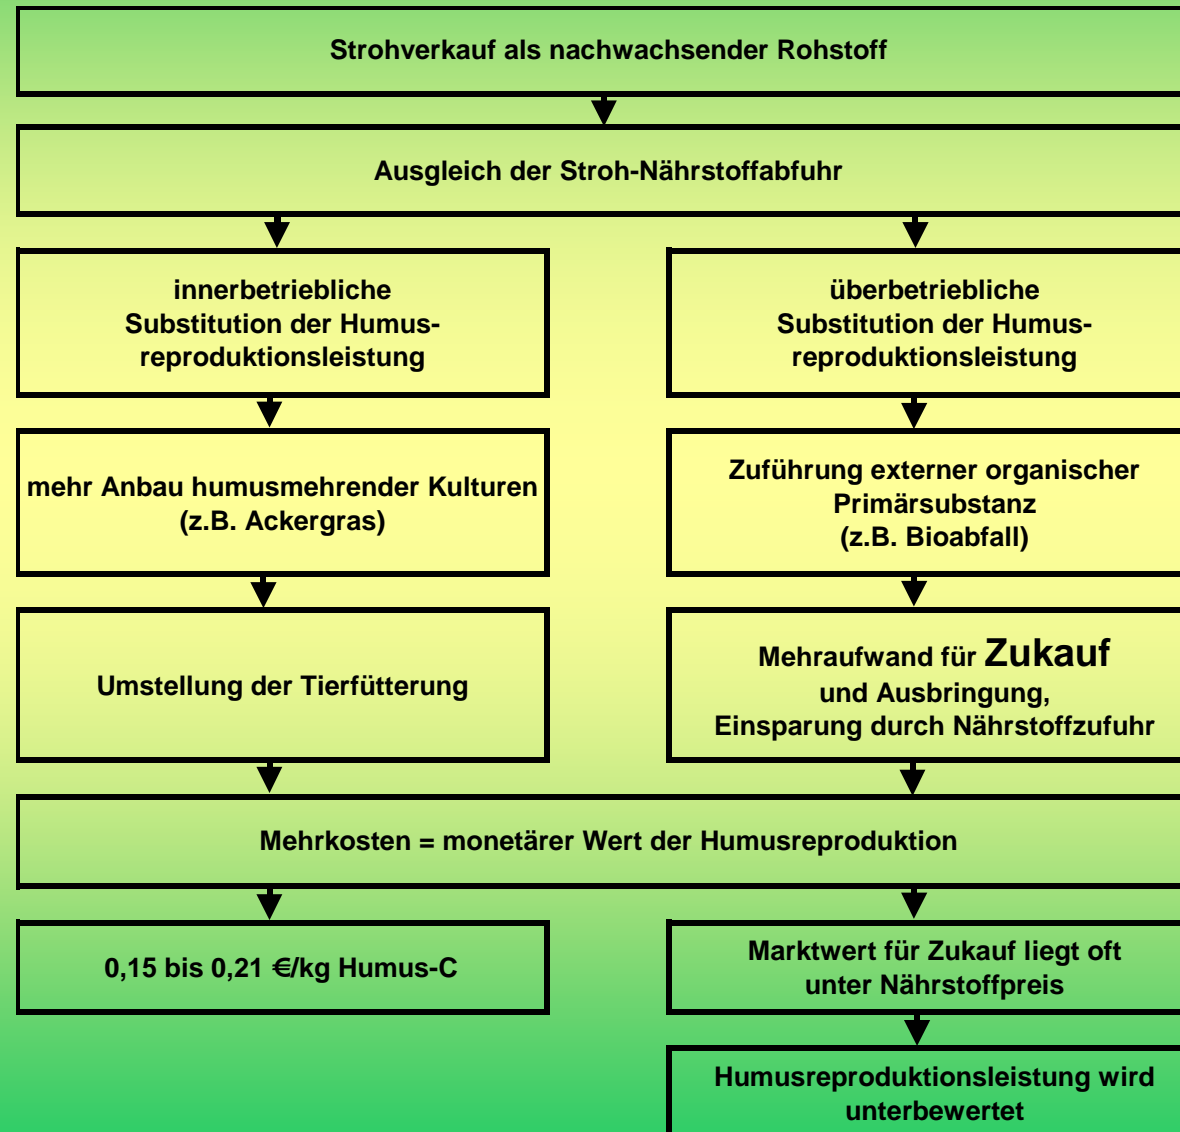 Strohverkauf als nachwachsender Rohstoff
Ausgleich der Stroh-Nährstoffabfuhr
innerbetriebliche
Substitution der Humus-
reproduktionsleistung
überbetriebliche
Substitution der Humus-
reproduktionsleistung
mehr Anbau humusmehrender Kulturen
(z.B. Ackergras)
Zuführung externer organischer
Primärsubstanz
(z.B. Bioabfall)
Umstellung der Tierfütterung
Mehraufwand für Zukauf
und Ausbringung,
Einsparung durch Nährstoffzufuhr
Mehrkosten = monetärer Wert der Humusreproduktion
0,15 bis 0,21 €/kg Humus-C
Marktwert für Zukauf liegt oft
unter Nährstoffpreis
Humusreproduktionsleistung wird
unterbewertet